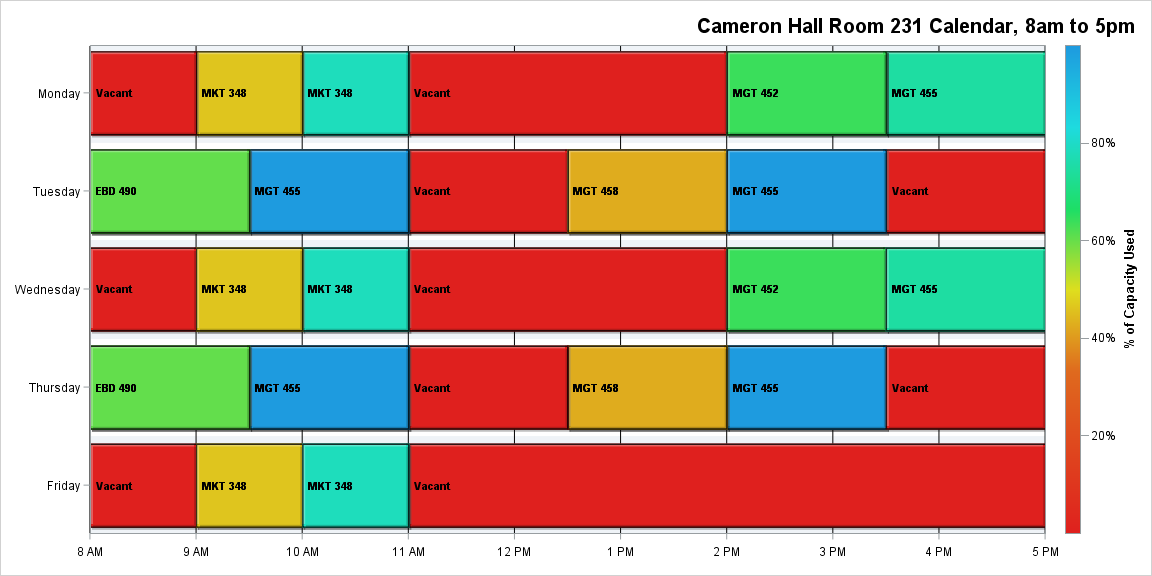 Cameron Hall Room 231 Calendar, 8am to 5pm
Monday
Vacant
MKT 348
MKT 348
Vacant
MGT 452
MGT 455
Tuesday
EBD 490
MGT 455
Vacant
MGT 458
MGT 455
Vacant
Wednesday
Vacant
MKT 348
MKT 348
Vacant
MGT 452
MGT 455
Thursday
EBD 490
MGT 455
Vacant
MGT 458
MGT 455
Vacant
Friday
Vacant
MKT 348
MKT 348
Vacant
8 AM
9 AM
10 AM
11 AM
12 PM
1 PM
2 PM
3 PM
4 PM
5 PM
80%
60%
40%
20%
% of Capacity Used